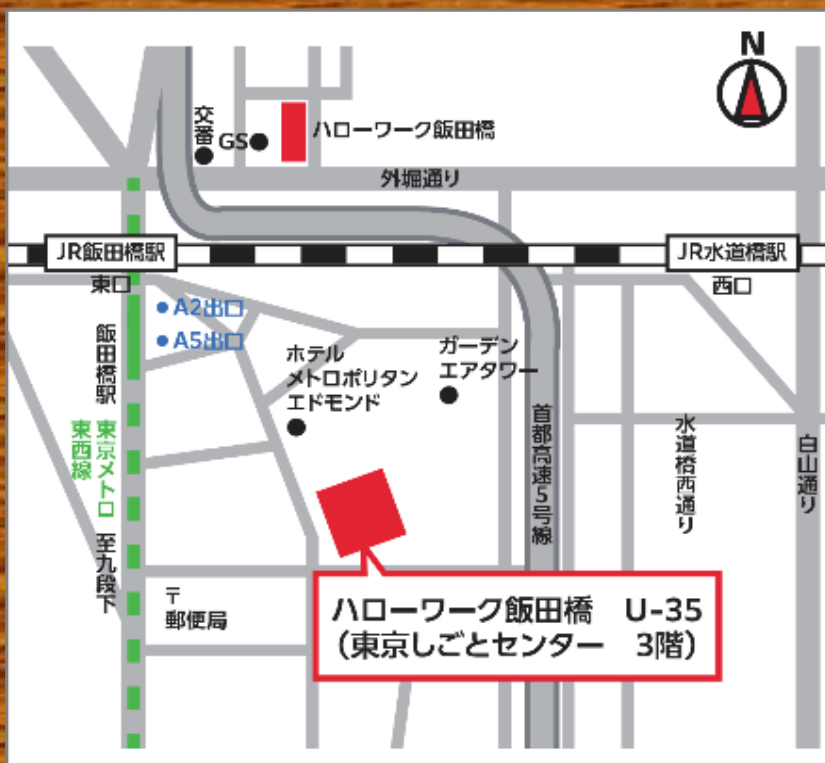 N
交番
GS
ハローワーク飯田橋
外堀通り
JR飯田橋駅
JR水道橋駅
東口
西口
A2出口
A5出口
飯田橋駅
ホテル
メトロポリタン
エドモンド
ガーデン
エアタワー
東京メトロ
東西線
首都高速5号線
水道橋西通り
白山通り
至九段下
〒
郵便局
ハローワーク飯田橋 U-35
（東京しごとセンター 3階）